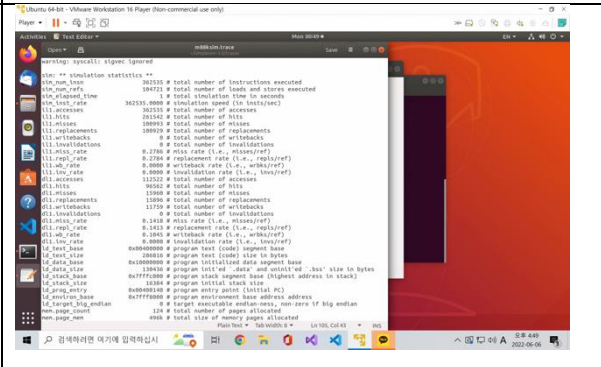 Ubuntu 64-bit - VMware Workstation 16 Player (Non-commercial use only)
Player
Activities Text Editor Mon 00:49 EN
Open m88ksim.trace Save
warning: syscall: sigvec ignored
sim: ** simulation statistics **
sim_num_insn 362535 # total number of instructions executed
sim_num_refs 104721 # total number of loads and stores executed
sim_elapsed_time 1 # total simulation time in seconds
sim_inst_rate 362535.0000 # simulation speed (in insts/sec)
il1.accesses 362535 # total number of accesses
il1.hits 261542 # total number of hits
il1.misses 100993 # total number of misses
il1.replacements 100929 # total number of replacements
il1.writebacks 0 # total number of writebacks
il1.invalidations 0 # total number of invalidations
il1.miss_rate 0.2786 # miss rate (i.e., misses/ref)
il1.repl_rate 0.2784 # replacement rate (i.e., repls/ref)
il1.wb_rate 0.0000 # writeback rate (i.e., wrbks/ref)
il1.inv_rate 0.0000 # invalidation rate (i.e., invs/ref)
dl1.accesses 112522 # total number of accesses
dl1.hits 96562 # total number of hits
dl1.misses 15960 # total number of misses
dl1.replacements 15896 # total number of replacements
dl1.writebacks 11759 # total number of writebacks
dl1.invalidations 0 # total number of invalidations
dl1.miss_rate 0.1418 # miss rate (i.e., misses/ref)
dl1.repl_rate 0.1413 # replacement rate (i.e., repls/ref)
dl1.wb_rate 0.1045 # writeback rate (i.e., wrbks/ref)
dl1.inv_rate 0.0000 # invalidation rate (i.e., invs/ref)
ld_text_base 0x00400000 # program text (code) segment base
ld_text_size 206816 # program text (code) size in bytes
ld_data_base 0x10000000 # program initialized data segment base
ld_data_size 130436 # program init'ed `.data' and uninit'ed `.bss' size in bytes
ld_stack_base 0x7fffc000 # program stack segment base (highest address in stack)
ld_stack_size 16384 # program initial stack size
ld_prog_entry 0x00400140 # program entry point (initial PC)
ld_environ_base 0x7fff8000 # program environment base address address
ld_target_big_endian 0 # target executable endian-ness, non-zero if big endian
mem.page_count 124 # total number of pages allocated
mem.page_mem 496k # total size of memory pages allocated
Plain Text Tab Width: 8 Ln 105, Col 43 INS
검색하려면 여기에 입력하십시 A 오후 4:49
2022-06-06